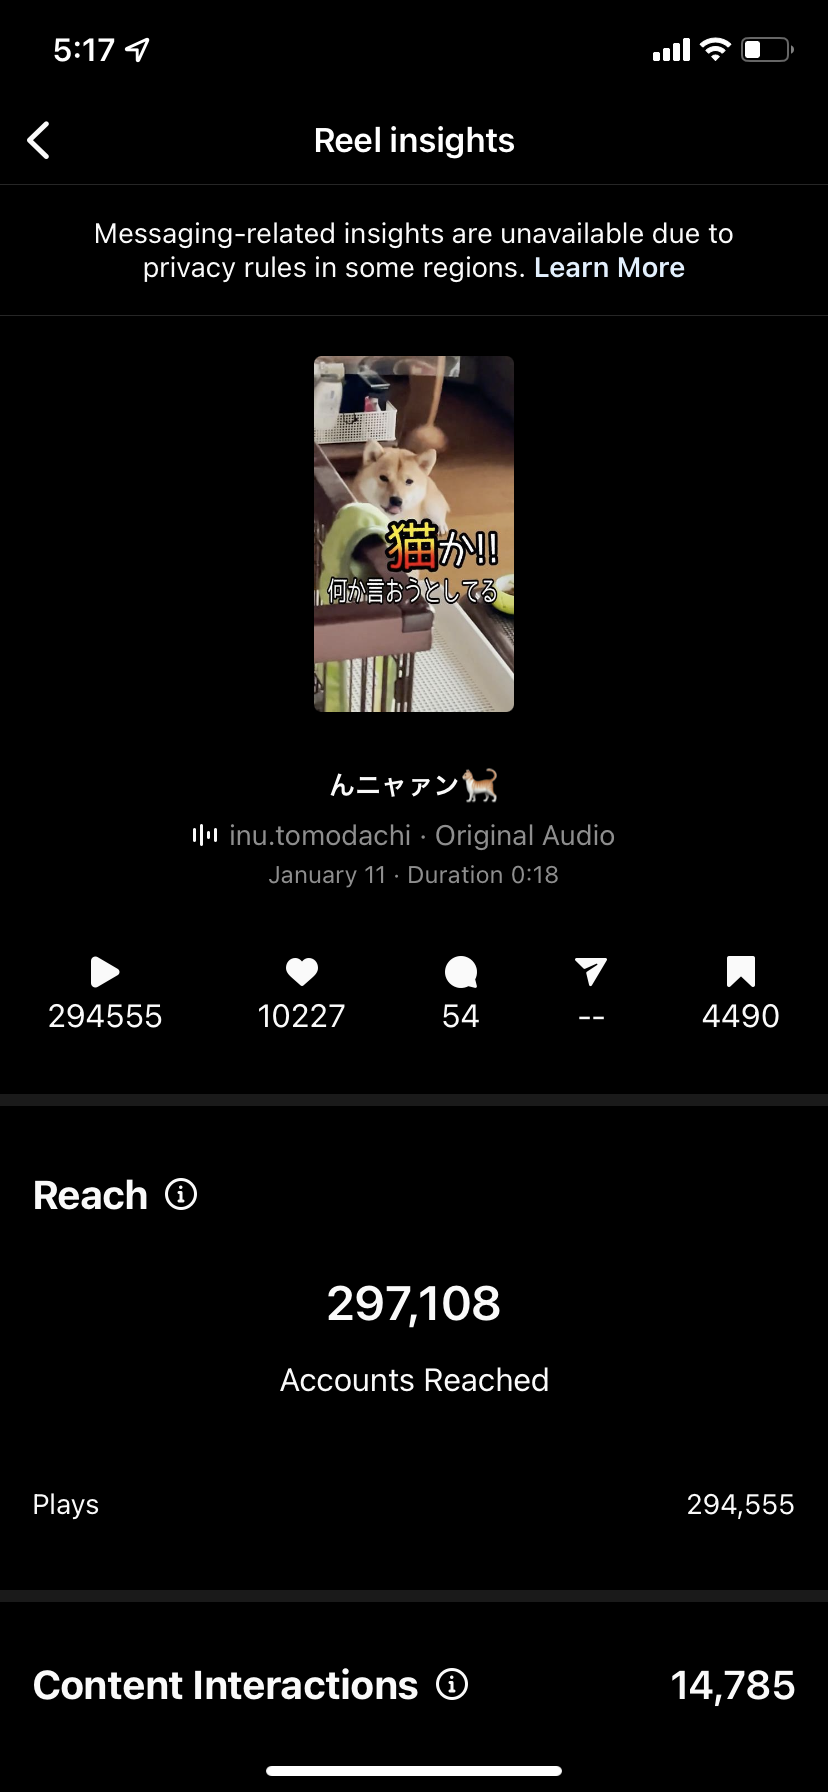 5:17
Reel insights
Messaging-related insights are unavailable due to
privacy rules in some regions. Learn More
猫か!!
何か言おうとしてる
んニャァン🐈
inu.tomodachi · Original Audio
January 11 · Duration 0:18
294555 10227 54 -- 4490
Reach
297,108
Accounts Reached
Plays 294,555
Content Interactions 14,785